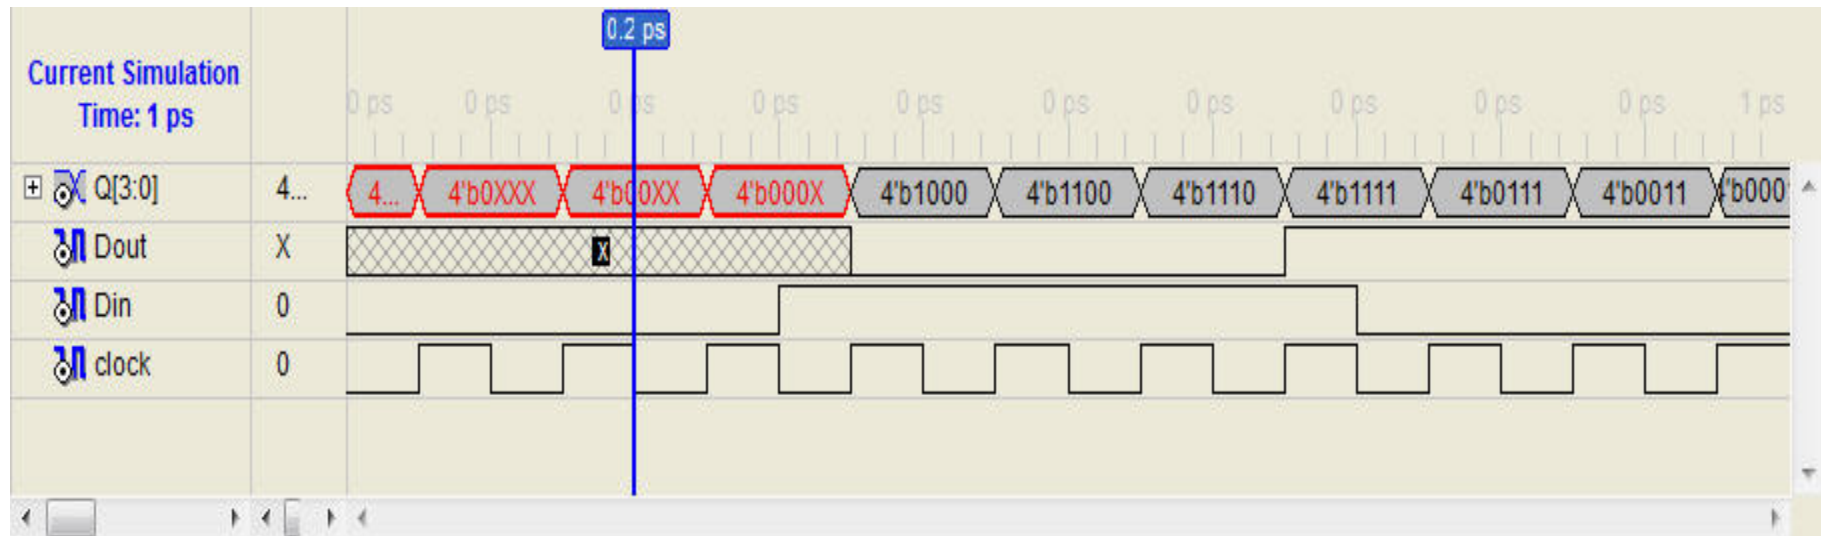 0.2 ps
Current Simulation
Time: 1 ps
0 ps 0 ps 0 ps 0 ps 0 ps 0 ps 0 ps 0 ps 0 ps 0 ps 1 ps
Q[3:0] 4... 4... 4'b0XXX 4'b00XX 4'b000X 4'b1000 4'b1100 4'b1110 4'b1111 4'b0111 4'b0011 'b000
Dout X X
Din 0
clock 0